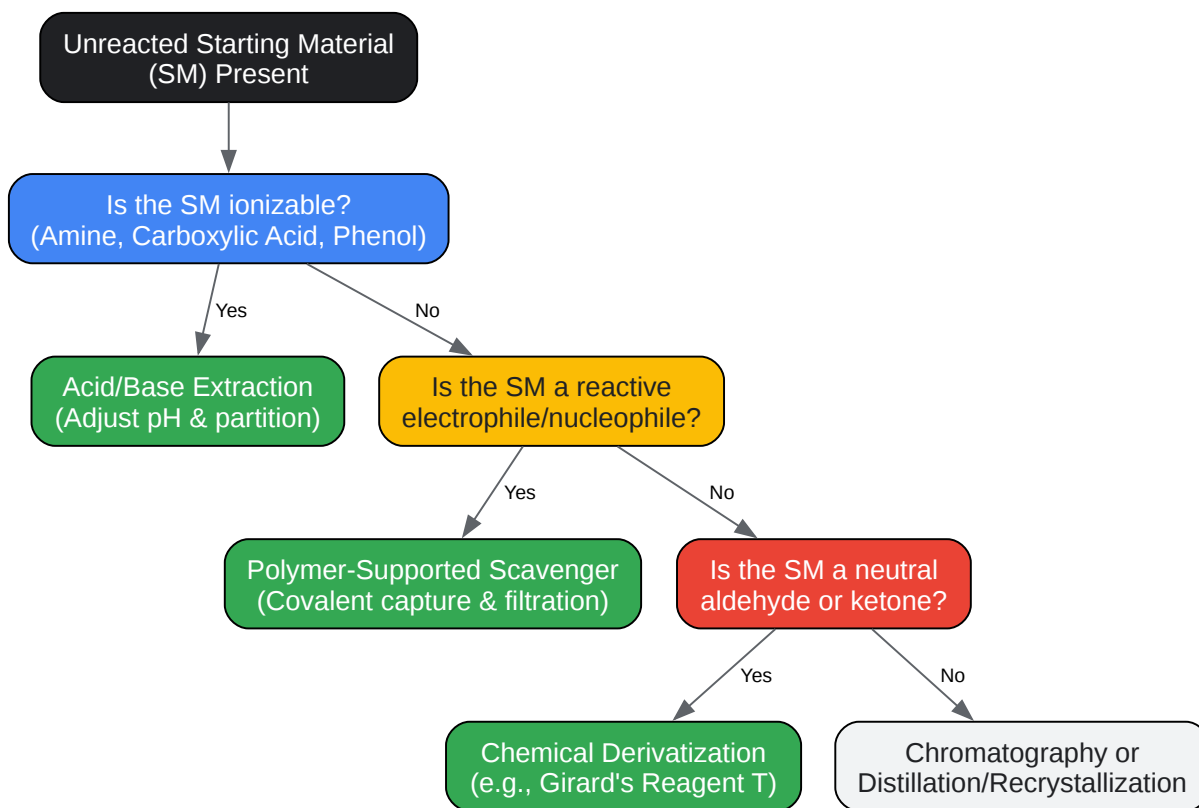 Unreacted Starting Material
(SM) Present
Is the SM ionizable?
(Amine, Carboxylic Acid, Phenol)
Yes
No
Acid/Base Extraction
(Adjust pH & partition)
Is the SM a reactive
electrophile/nucleophile?
Yes
No
Polymer-Supported Scavenger
(Covalent capture & filtration)
Is the SM a neutral
aldehyde or ketone?
Yes
No
Chemical Derivatization
(e.g., Girard's Reagent T)
Chromatography or
Distillation/Recrystallization